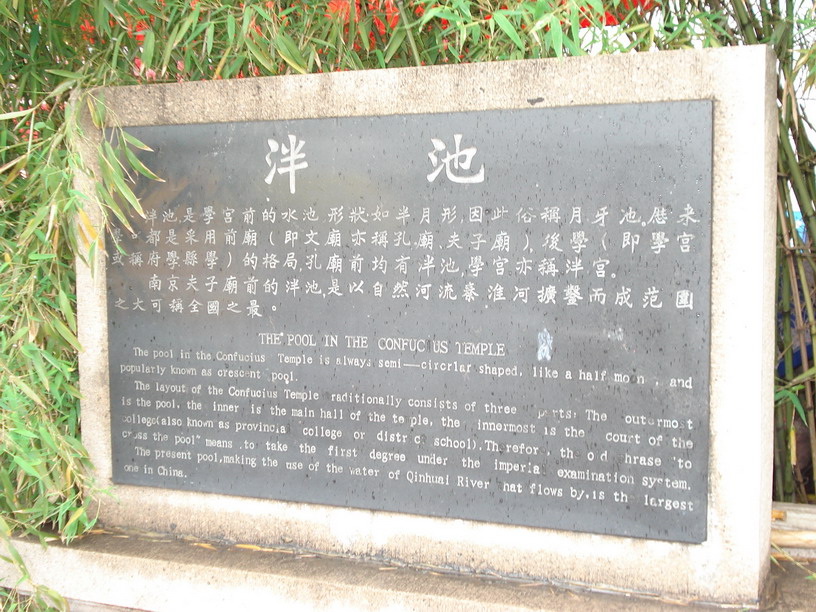 泮池
泮池,是學宮前的水池,形狀如半月形,因此俗稱月牙池。歷来
學宮都是采用前廟(即文廟亦稱孔廟、夫子廟),後學(即學宮
或稱府學縣學)的格局,孔廟前均有泮池,學宮亦稱泮宮。
南京夫子廟前的泮池,是以自然河流秦淮河擴鑿而成范圍
之大可稱全國之最。
THE POOL IN THE CONFUC US TEMPLE
The pool in the Confucius Temple is always semi—circrlar shaped, like a half mo n , and
popularly known as crescent pool.
The layout of the Confucius Temple raditionally consists of three p rts: The outermost
is the pool, the inner is the main hall of the te ple, the innermost is the court of the
college(also known as provincia college or distric school).Th refor , th o d hrase "to
cross the pool" means to take the first degree under the imperia examination system.
The present pool,making the use of the water of Qinhuai River hat flows by,is th largest
one in China.